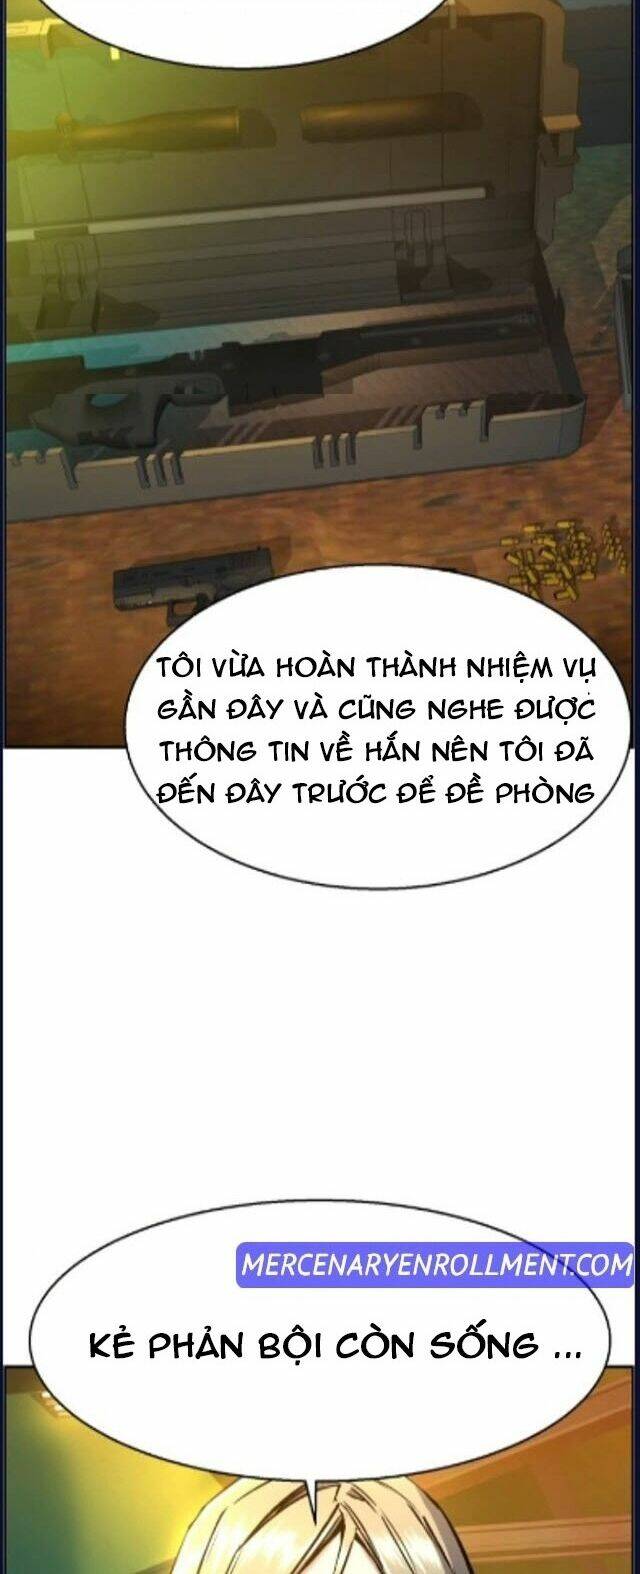 TÔI VỪA HOÀN THÀNH NHIỆM VỤ
GẦN ĐÂY VÀ CŨNG NGHE ĐƯỢC
THÔNG TIN VỀ HẮN NÊN TÔI ĐÃ
ĐẾN ĐÂY TRƯỚC ĐỂ ĐỀ PHÒNG
MERCENARYENROLLMENT.COM
KẺ PHẢN BỘI CÒN SỐNG ...